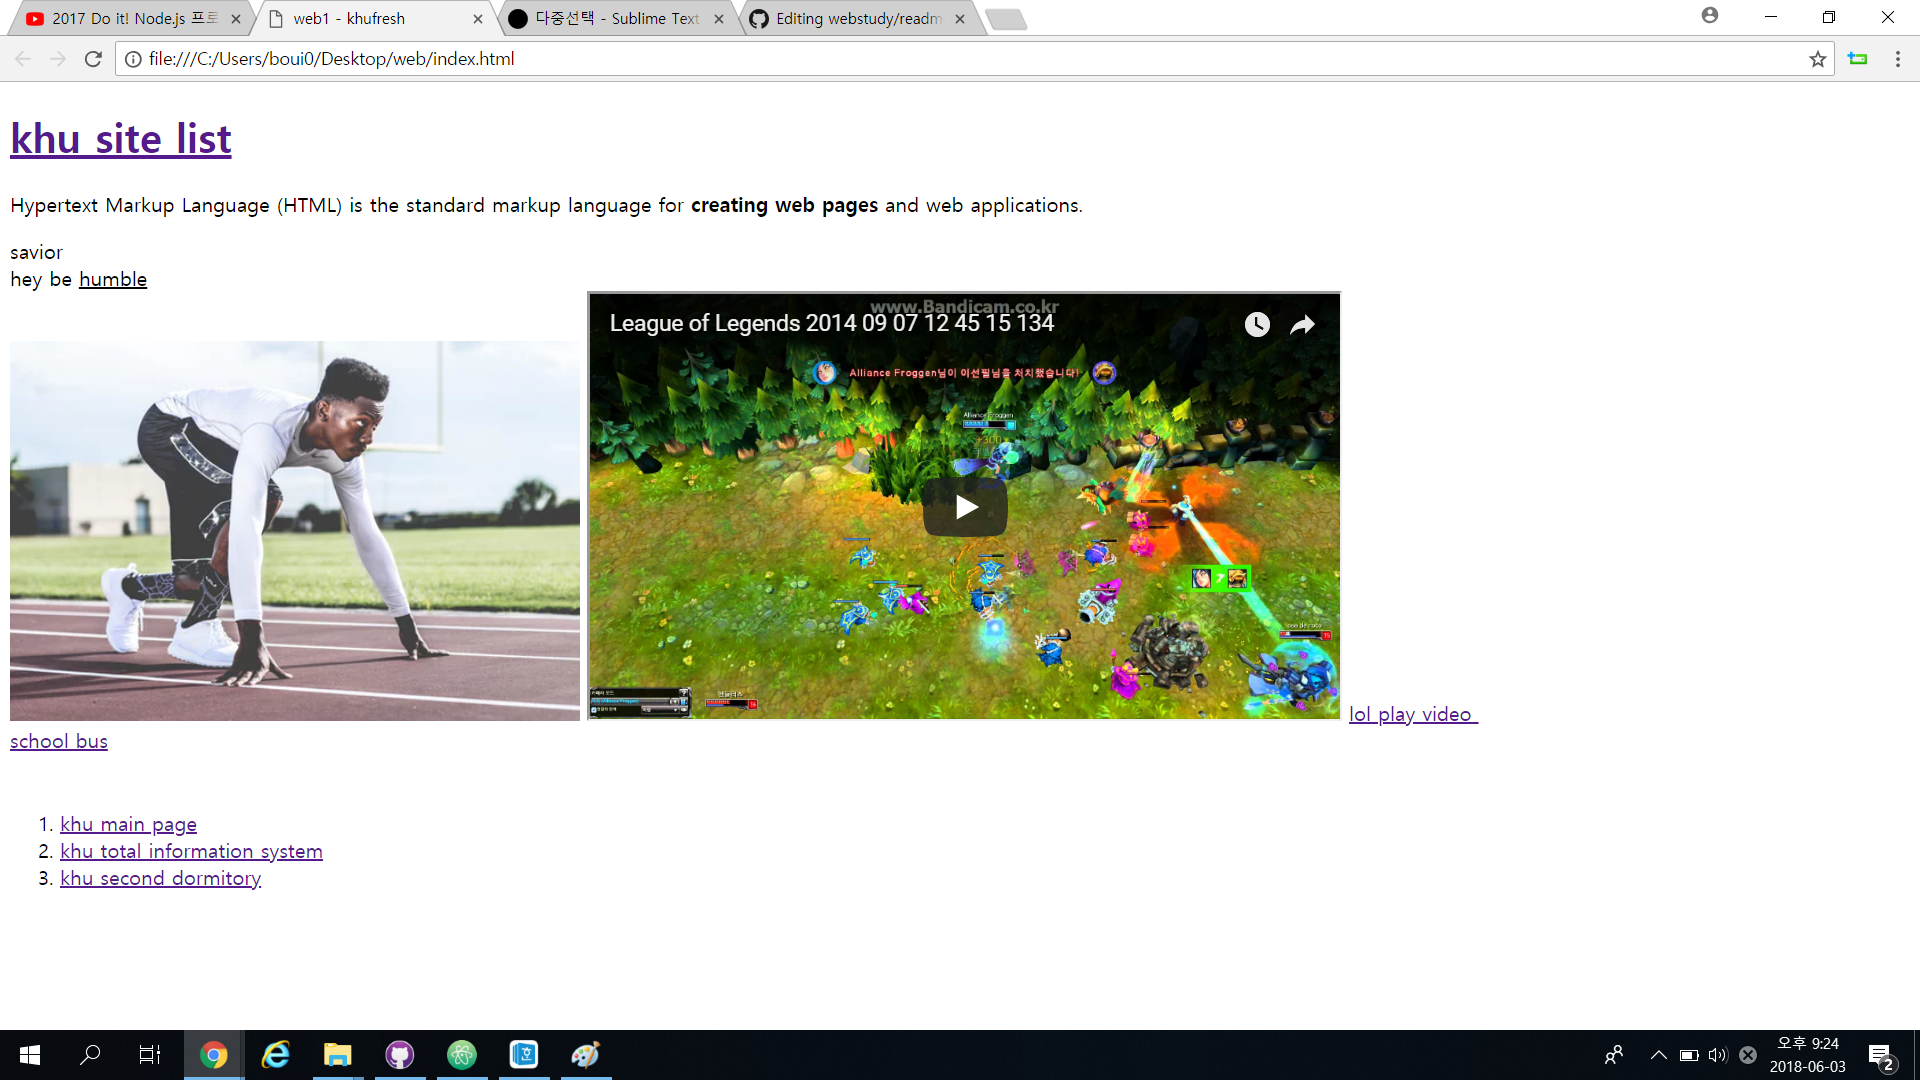 2017 Do it! Node.js 프로
web1 - khufresh
다중선택 - Sublime Text
Editing webstudy/readm
file:///C:/Users/boui0/Desktop/web/index.html
khu site list
Hypertext Markup Language (HTML) is the standard markup language for creating web pages and web applications.
savior
hey be humble
www.Bandicam.co.kr
League of Legends 2014 09 07 12 45 15 134
Alliance Froggen님이 이선필님을 처치했습니다!
Alliance Froggen
+300
lol play video
school bus
1. khu main page
2. khu total information system
3. khu second dormitory
오후 9:24
2018-06-03
2